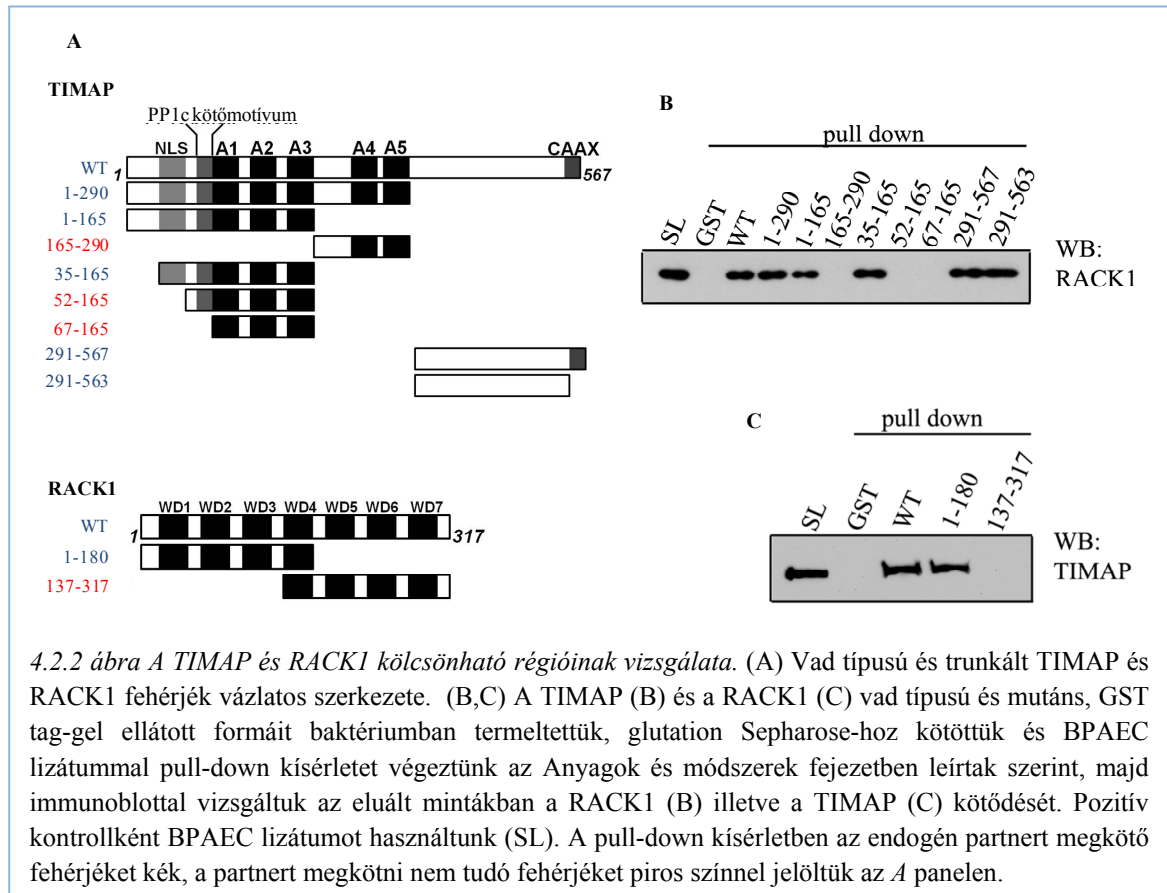 A
TIMAP
PP1c kötőmotívum
NLS A1 A2 A3 A4 A5 CAAX
WT 1 567
1-290
1-165
165-290
35-165
52-165
67-165
291-567
291-563
RACK1
WD1 WD2 WD3 WD4 WD5 WD6 WD7
WT 1 317
1-180
137-317
B
pull down
SL GST WT 1-290 1-165 165-290 35-165 52-165 67-165 291-567 291-563
WB:
RACK1
C
pull down
SL GST WT 1-180 137-317
WB:
TIMAP
4.2.2 ábra A TIMAP és RACK1 kölcsönható régióinak vizsgálata. (A) Vad típusú és trunkált TIMAP és
RACK1 fehérjék vázlatos szerkezete. (B,C) A TIMAP (B) és a RACK1 (C) vad típusú és mutáns, GST
tag-gel ellátott formáit baktériumban termeltettük, glutation Sepharose-hoz kötöttük és BPAEC
lizátummal pull-down kísérletet végeztünk az Anyagok és módszerek fejezetben leírtak szerint, majd
immunoblottal vizsgáltuk az eluált mintákban a RACK1 (B) illetve a TIMAP (C) kötődését. Pozitív
kontrollként BPAEC lizátumot használtunk (SL). A pull-down kísérletben az endogén partnert megkötő
fehérjéket kék, a partnert megkötni nem tudó fehérjéket piros színnel jelöltük az A panelen.